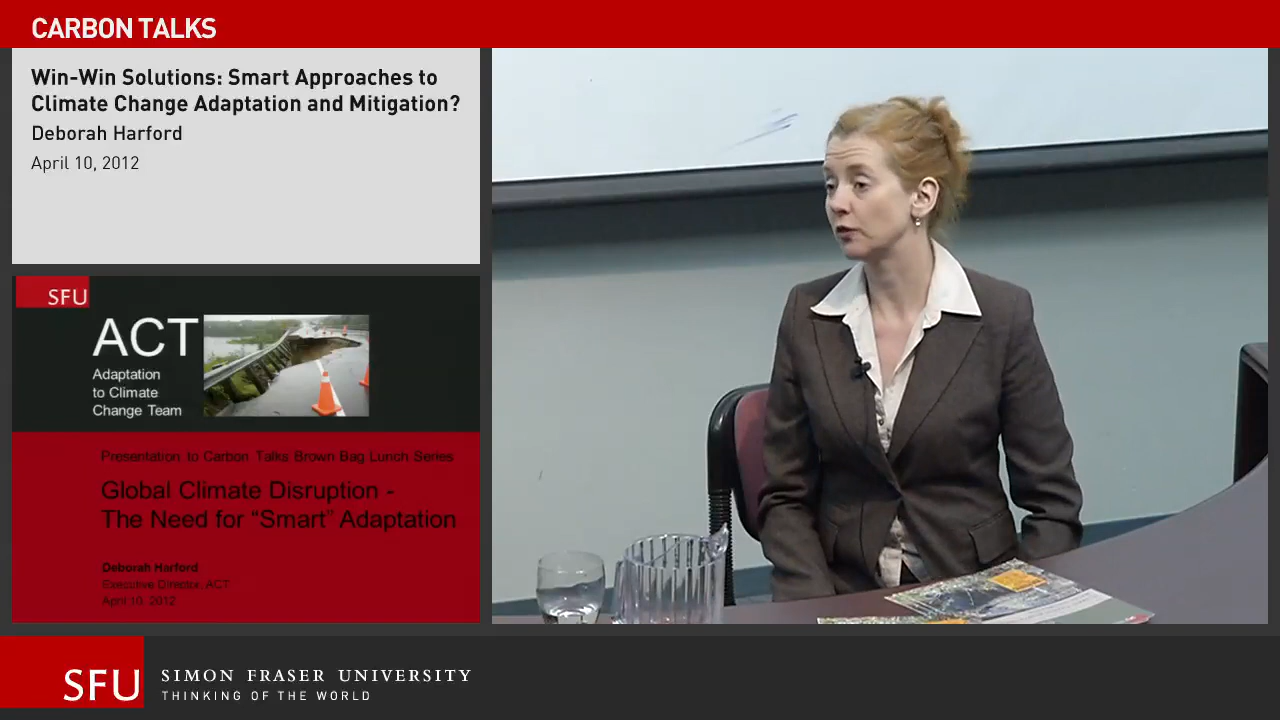 CARBON TALKS
Win-Win Solutions: Smart Approaches to
Climate Change Adaptation and Mitigation?
Deborah Harford
April 10, 2012
SFU
ACT
Adaptation
to Climate
Change Team
Presentation to Carbon Talks Brown Bag Lunch Series
Global Climate Disruption -
The Need for “Smart” Adaptation
Deborah Harford
Executive Director, ACT
April 10, 2012
SFU
SIMON FRASER UNIVERSITY
THINKING OF THE WORLD